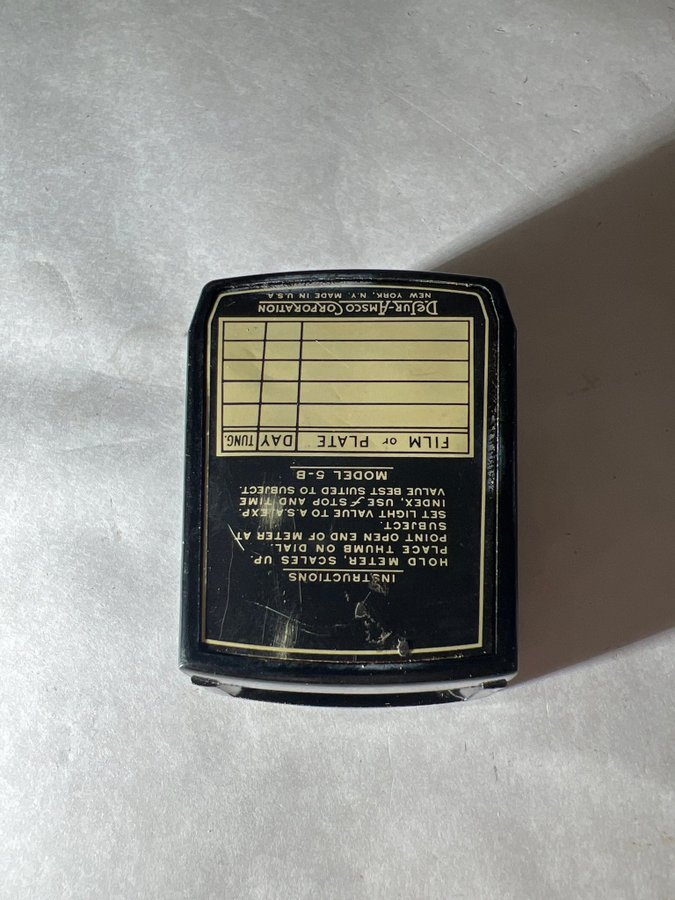 INSTRUCTIONS
HOLD METER, SCALES UP.
PLACE THUMB ON DIAL.
POINT OPEN END OF METER AT
SUBJECT.
SET LIGHT VALUE TO A.S.A. EXP.
INDEX, USE ƒ STOP AND TIME
VALUE BEST SUITED TO SUBJECT.
MODEL 5-B
FILM OR PLATE DAY TUNG.
DeJUR-AMSCO CORPORATION
NEW YORK, N.Y. MADE IN U.S.A